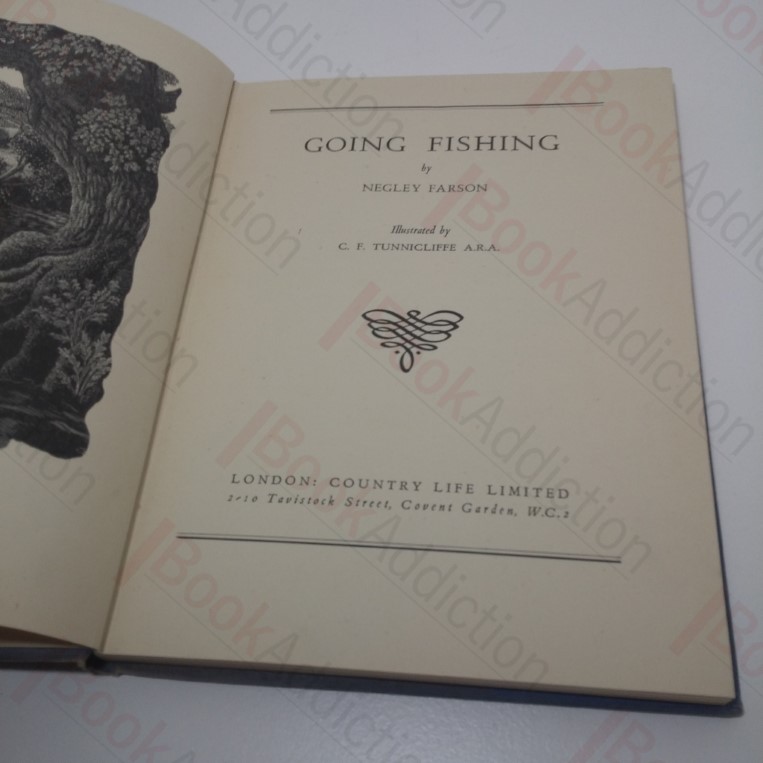 GOING FISHING
by
NEGLEY FARSON
Illustrated by
C. F. TUNNICLIFFE A.R.A.
LONDON: COUNTRY LIFE LIMITED
2-10 Tavistock Street, Covent Garden, W.C.2
BookAddiction